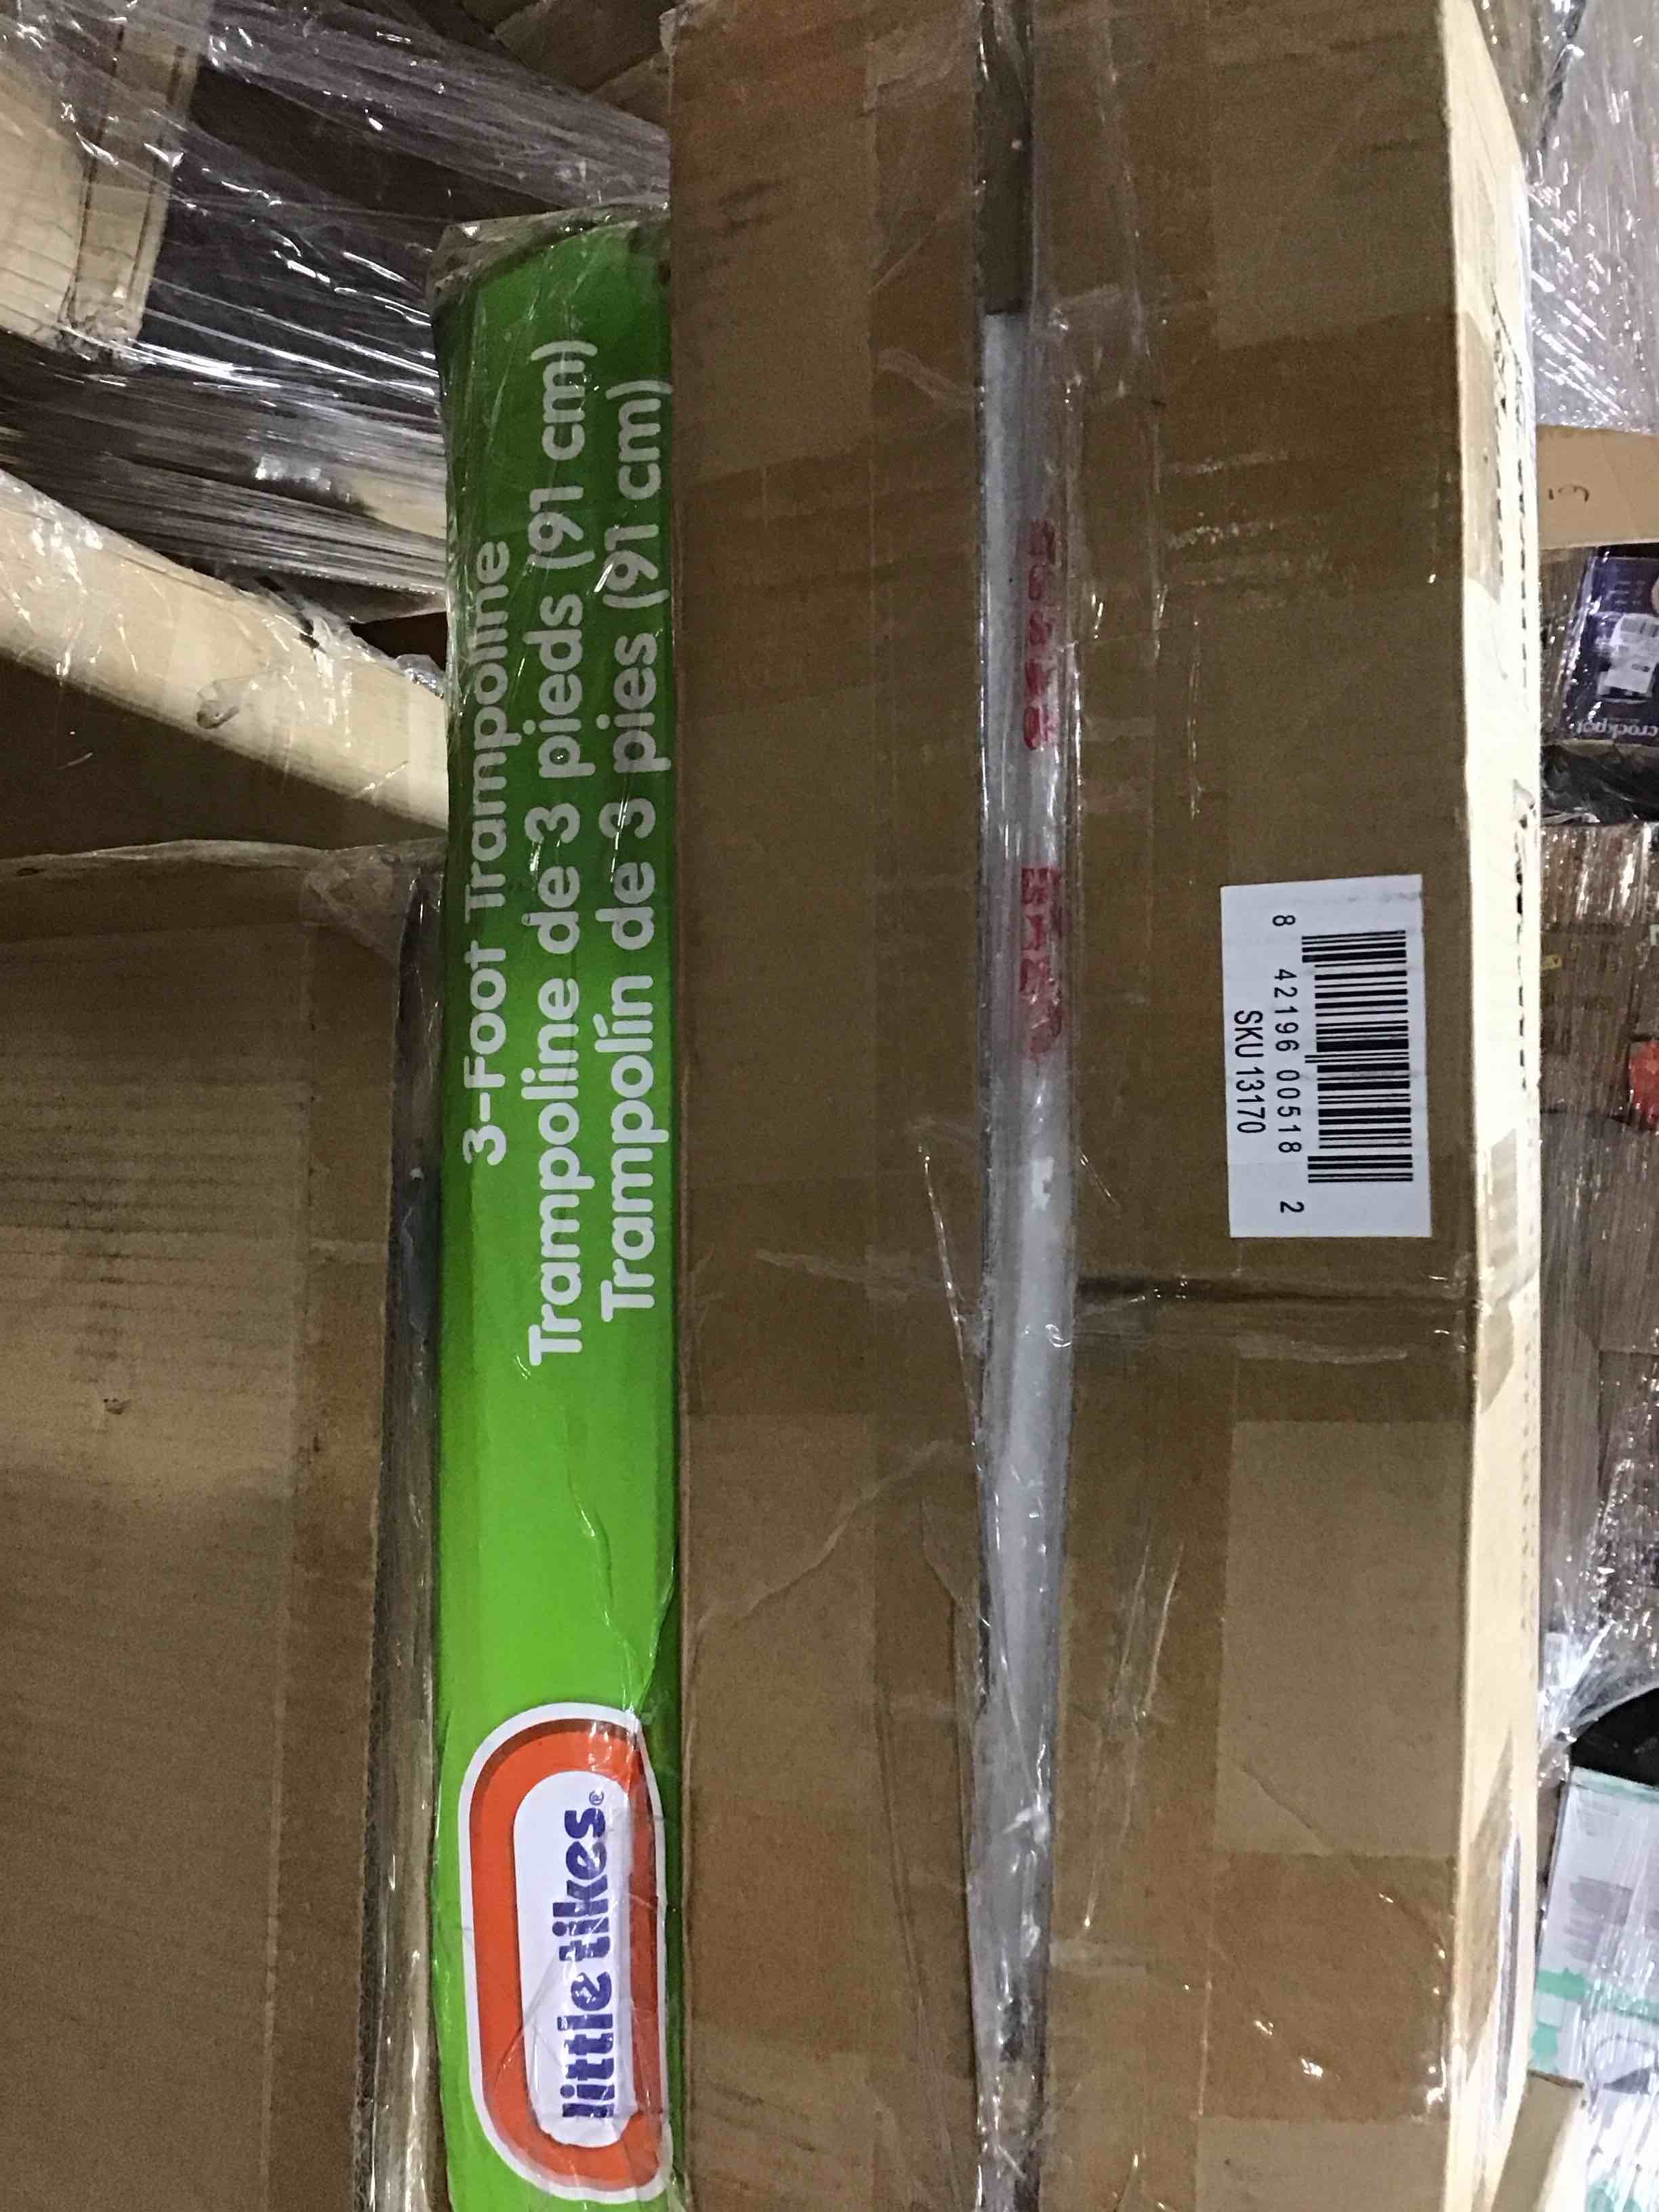 3-Foot Trampoline
Trampoline de 3 pieds (91 cm)
Trampolín de 3 pies (91 cm)
little tikes®
8 42196 00518 2
SKU 13170
crockpot